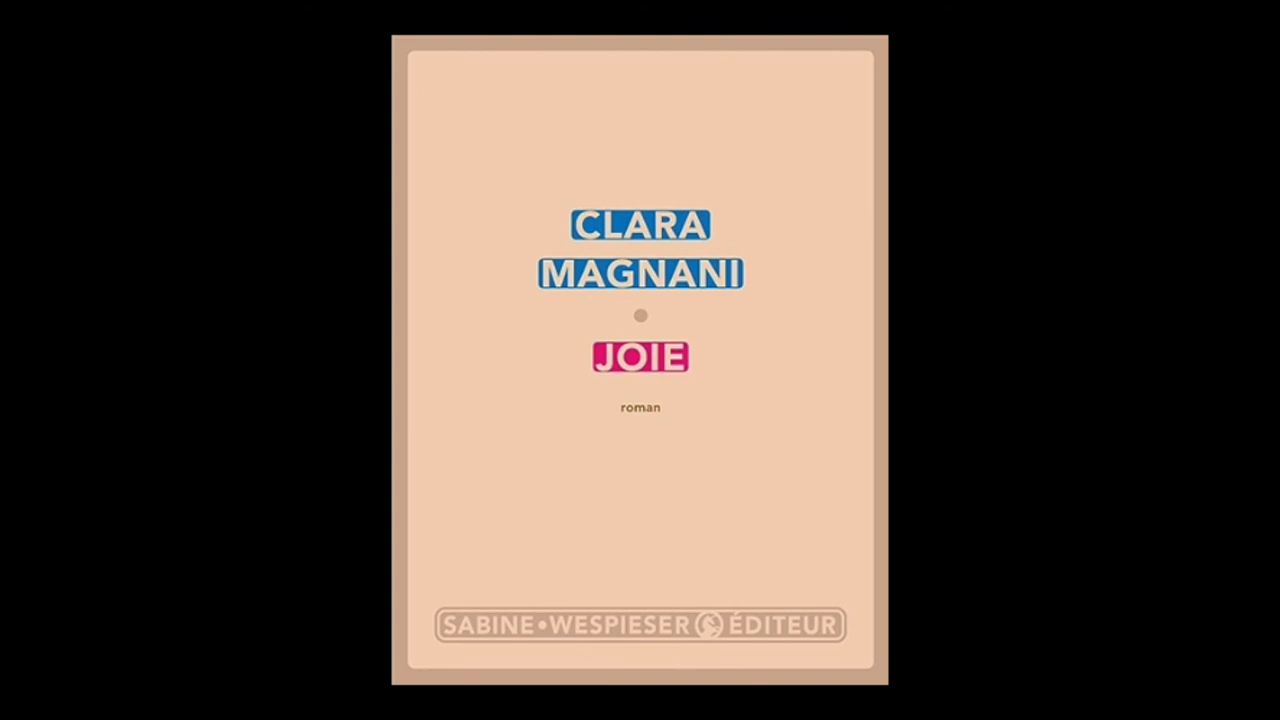 CLARA
MAGNANI
JOIE
roman
SABINE•WESPIESER ÉDITEUR